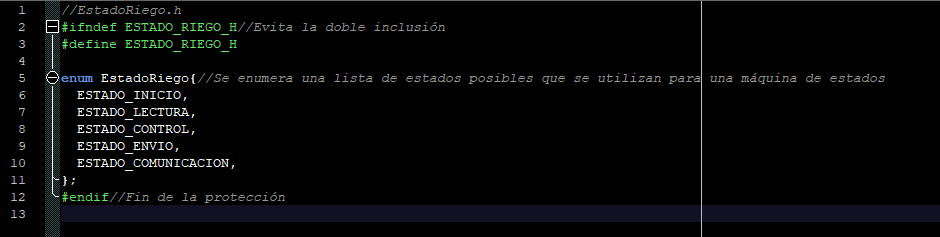 1 //EstadoRiego.h
2 #ifndef ESTADO_RIEGO_H//Evita la doble inclusión
3 #define ESTADO_RIEGO_H
4
5 enum EstadoRiego{//Se enumera una lista de estados posibles que se utilizan para una máquina de estados
6 ESTADO_INICIO,
7 ESTADO_LECTURA,
8 ESTADO_CONTROL,
9 ESTADO_ENVIO,
10 ESTADO_COMUNICACION,
11 };
12 #endif//Fin de la protección
13